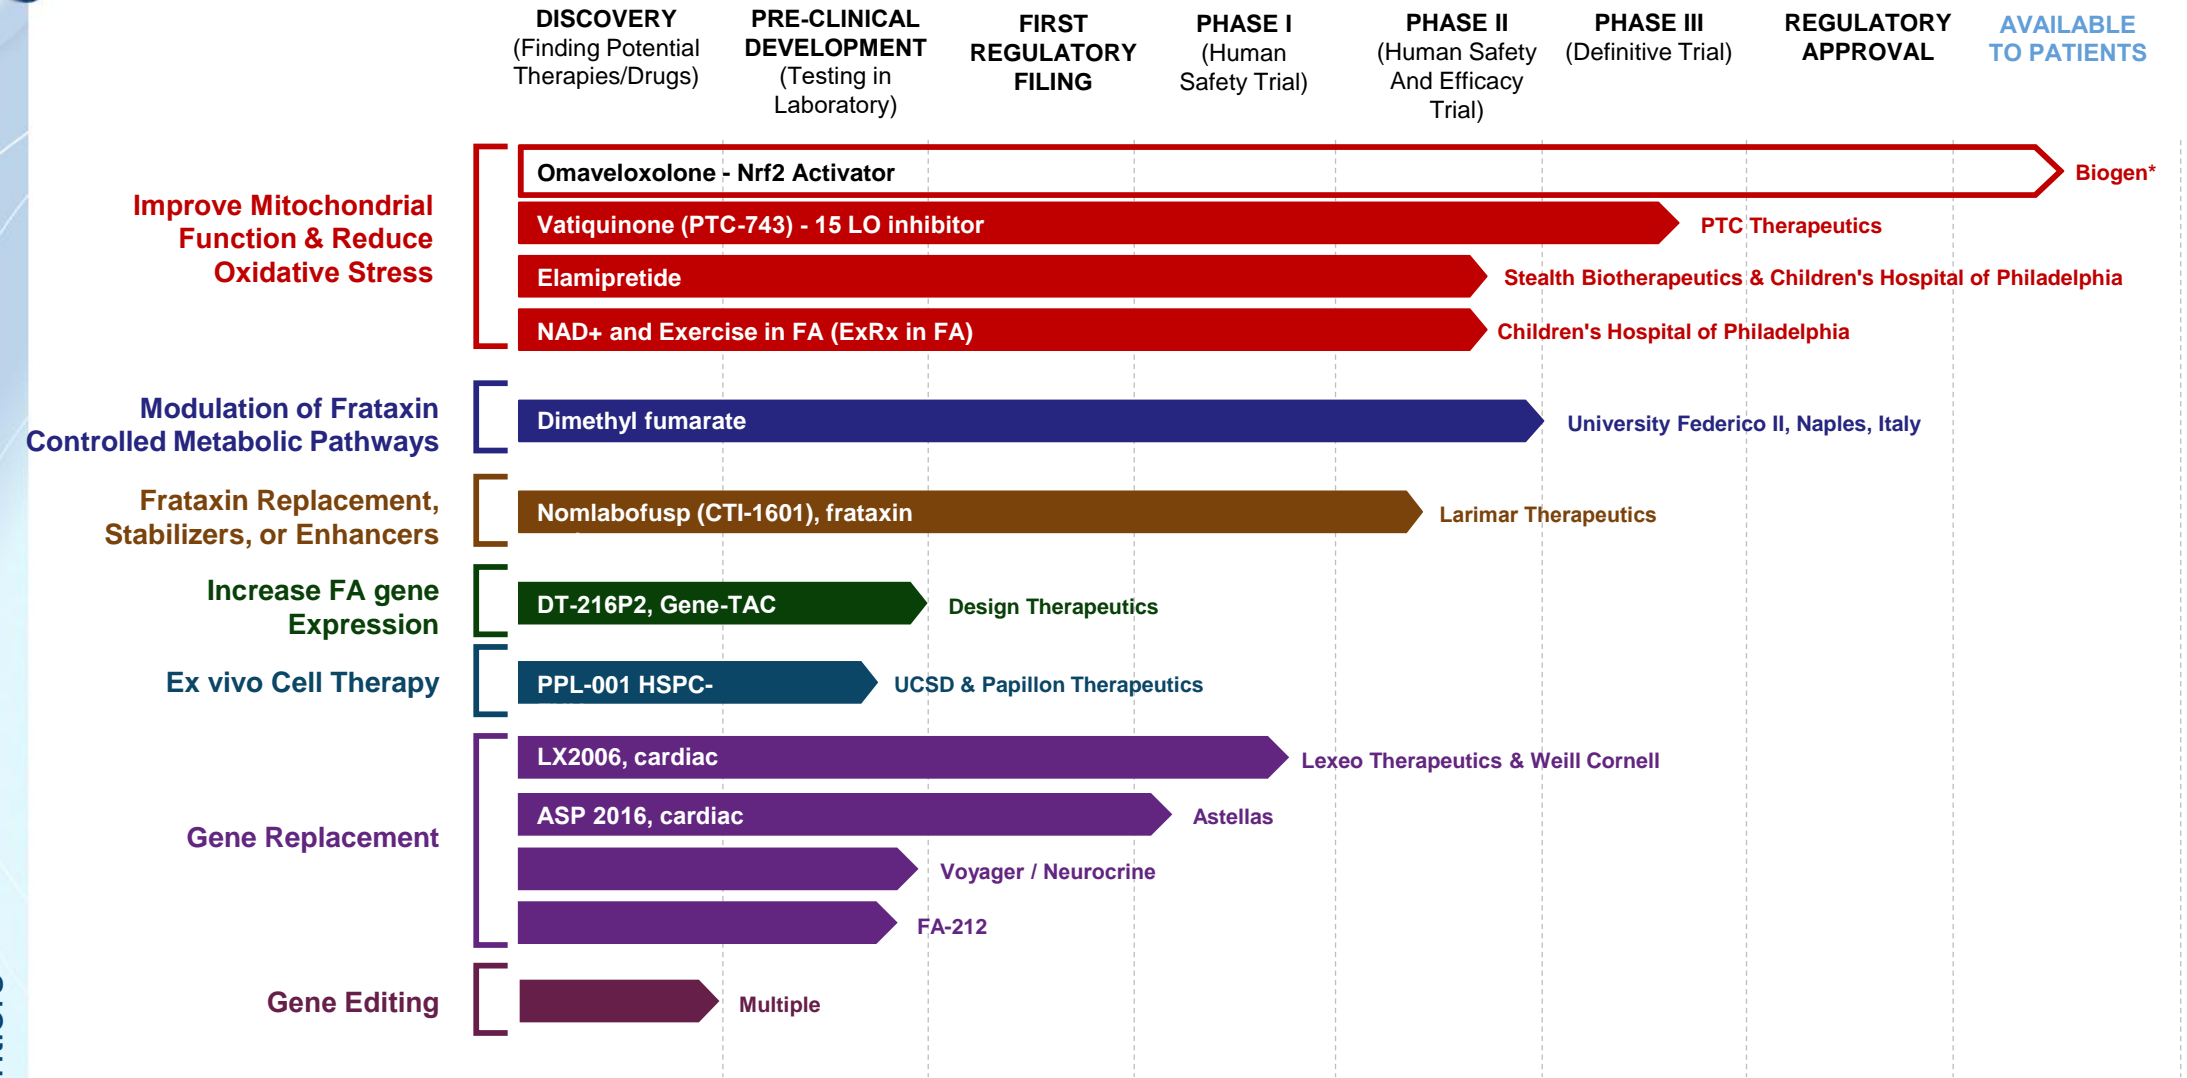 DISCOVERY
(Finding Potential
Therapies/Drugs)
PRE-CLINICAL
DEVELOPMENT
(Testing in
Laboratory)
FIRST
REGULATORY
FILING
PHASE I
(Human
Safety Trial)
PHASE II
(Human Safety
And Efficacy
Trial)
PHASE III
(Definitive Trial)
REGULATORY
APPROVAL
AVAILABLE
TO PATIENTS
Improve Mitochondrial
Function & Reduce
Oxidative Stress
Omaveloxolone - Nrf2 Activator
Biogen*
Vatiquinone (PTC-743) - 15 LO inhibitor
PTC Therapeutics
Elamipretide
Stealth Biotherapeutics & Children's Hospital of Philadelphia
NAD+ and Exercise in FA (ExRx in FA)
Children's Hospital of Philadelphia
Modulation of Frataxin
Controlled Metabolic Pathways
Dimethyl fumarate
University Federico II, Naples, Italy
Frataxin Replacement,
Stabilizers, or Enhancers
Nomlabofusp (CTI-1601), frataxin
Larimar Therapeutics
Increase FA gene
Expression
DT-216P2, Gene-TAC
Design Therapeutics
Ex vivo Cell Therapy
PPL-001 HSPC-
UCSD & Papillon Therapeutics
Gene Replacement
LX2006, cardiac
Lexeo Therapeutics & Weill Cornell
ASP 2016, cardiac
Astellas
Voyager / Neurocrine
FA-212
Gene Editing
Multiple